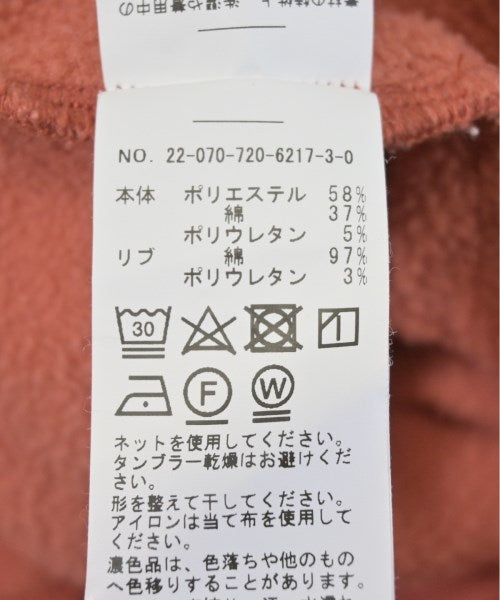 NO. 22-070-720-6217-3-0
本体 ポリエステル 58%
綿 37%
ポリウレタン 5%
リブ 綿 97%
ポリウレタン 3%
30
F W
ネットを使用してください。
タンブラー乾燥はお避けくだ
さい。
形を整えて干してください。
アイロンは当て布を使用して
ください。
濃色品は、色落ちや他のもの
へ色移りすることがあります。